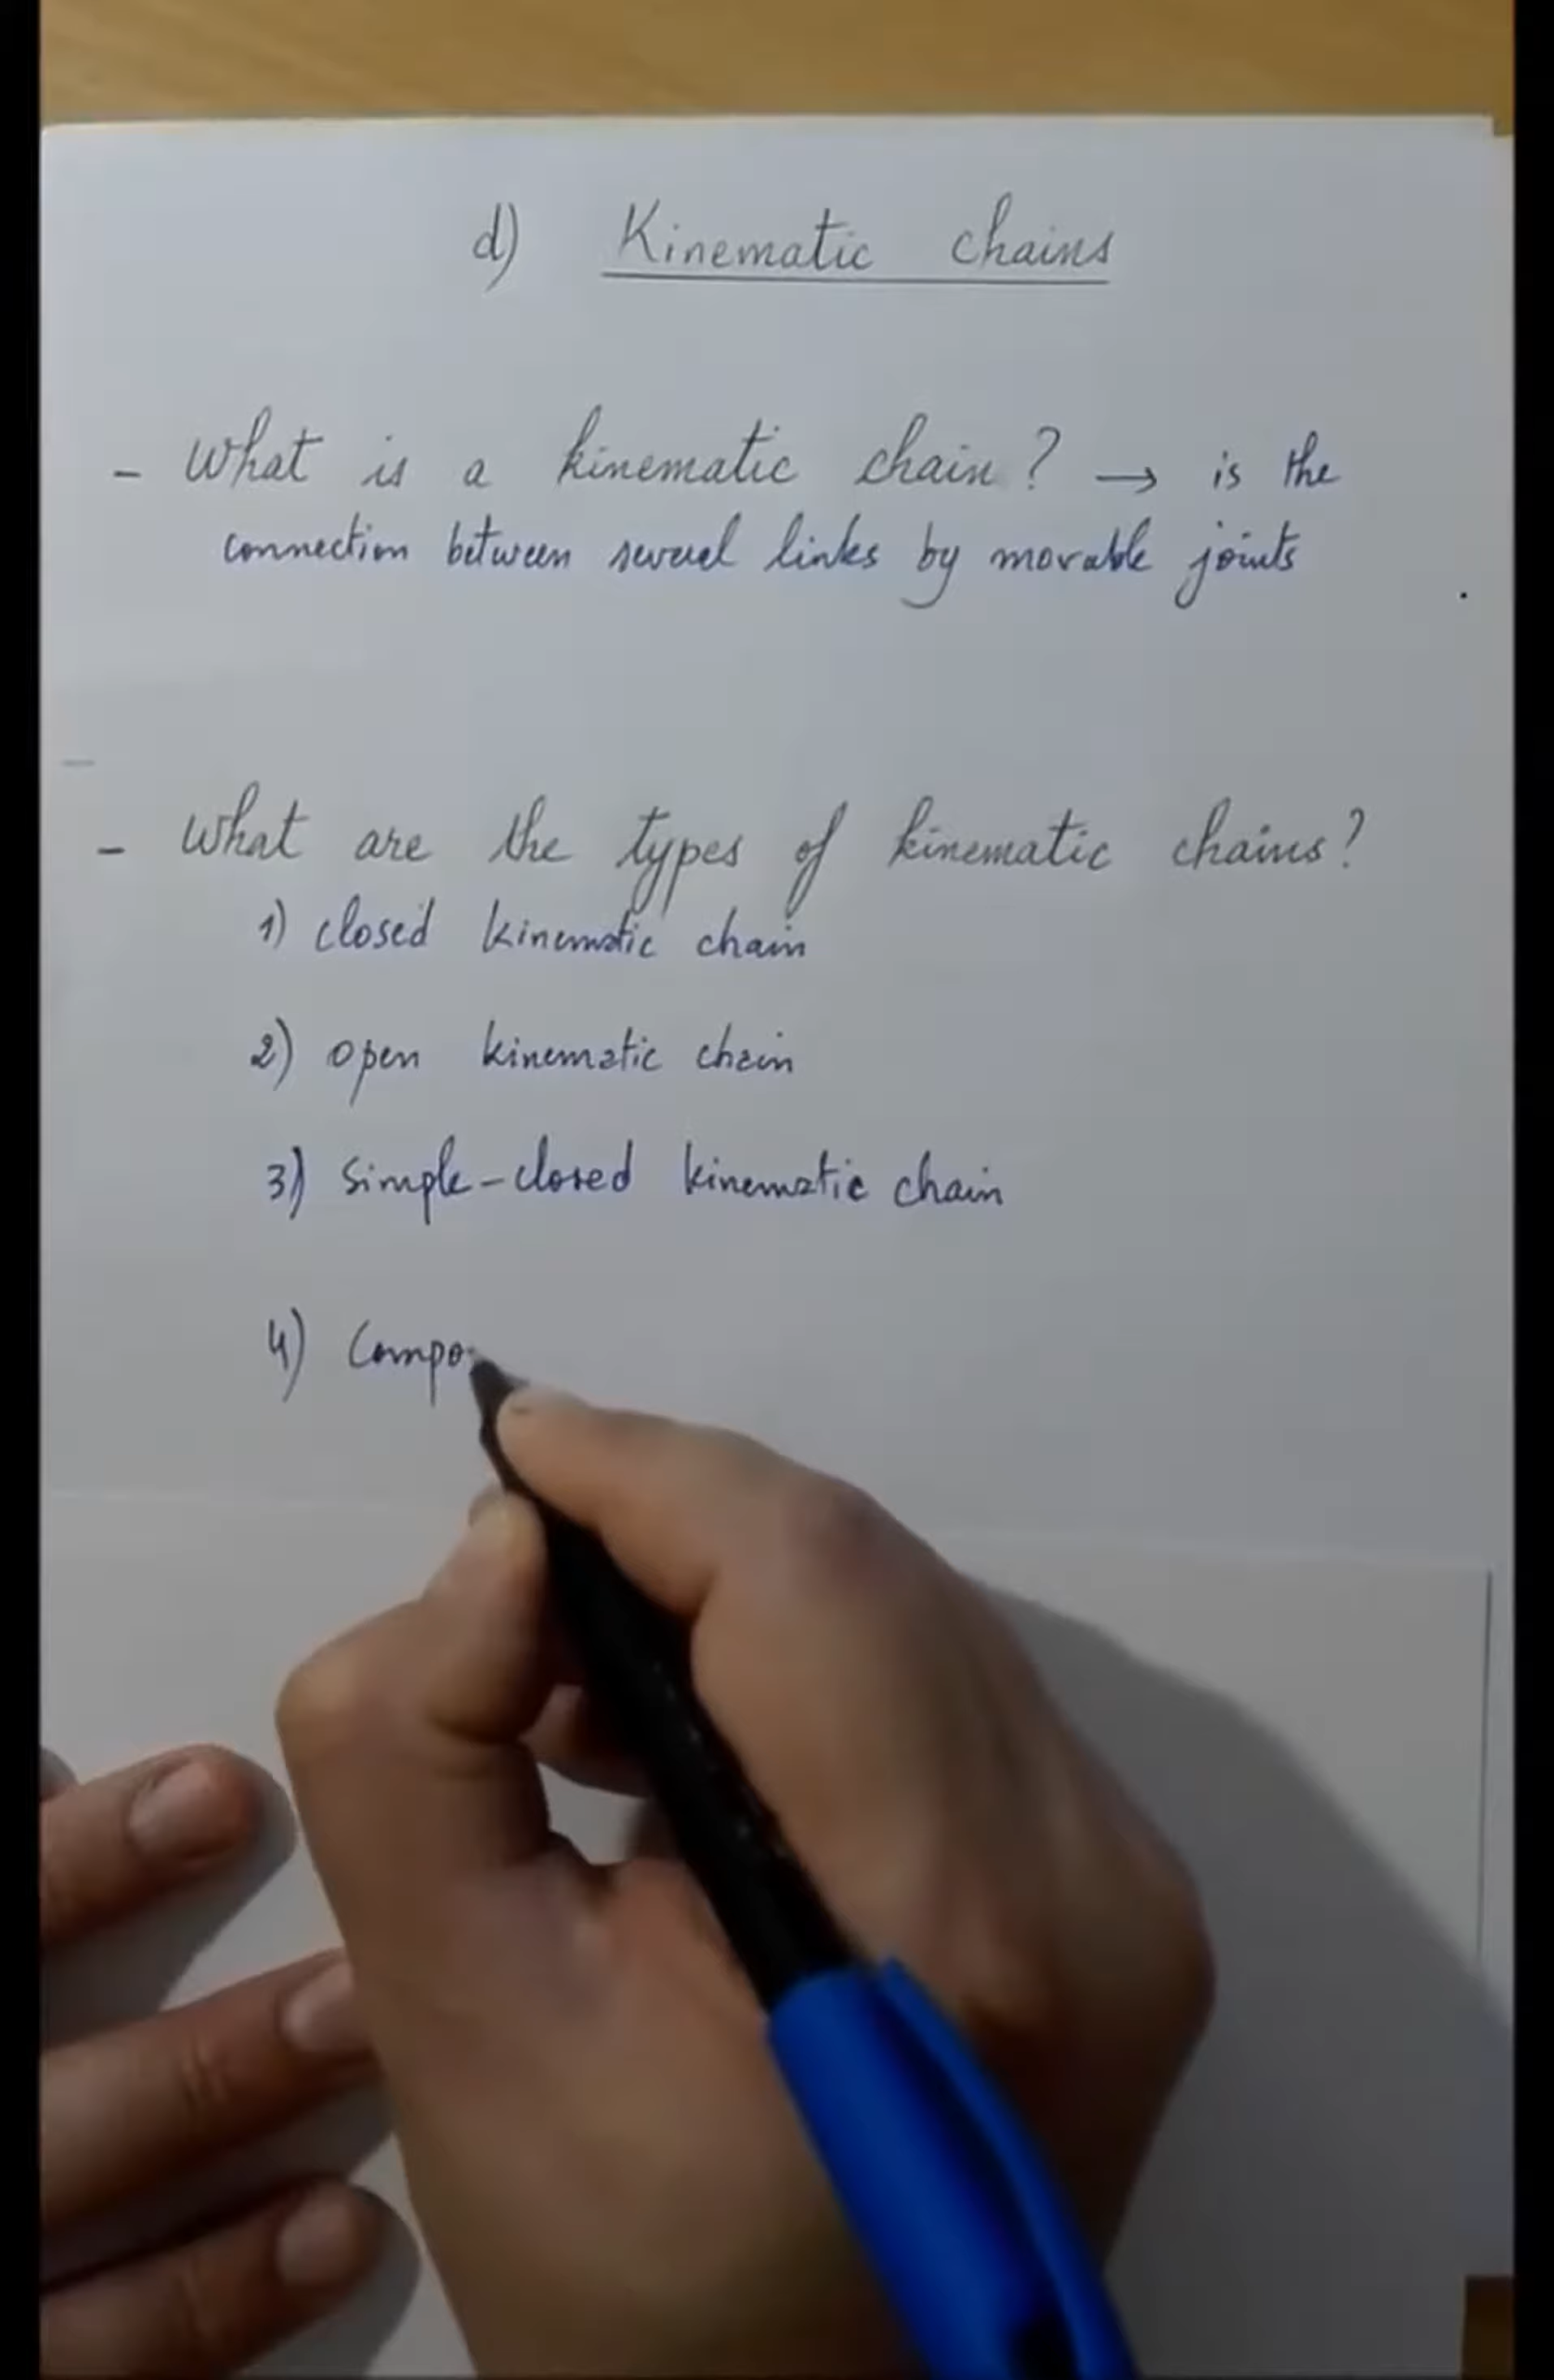 d) Kinematic chains
- What is a kinematic chain? → is the
connection between several links by movable joints
- What are the types of kinematic chains?
1) closed kinematic chain
2) open kinematic chain
3) Simple-closed kinematic chain
4) Compo